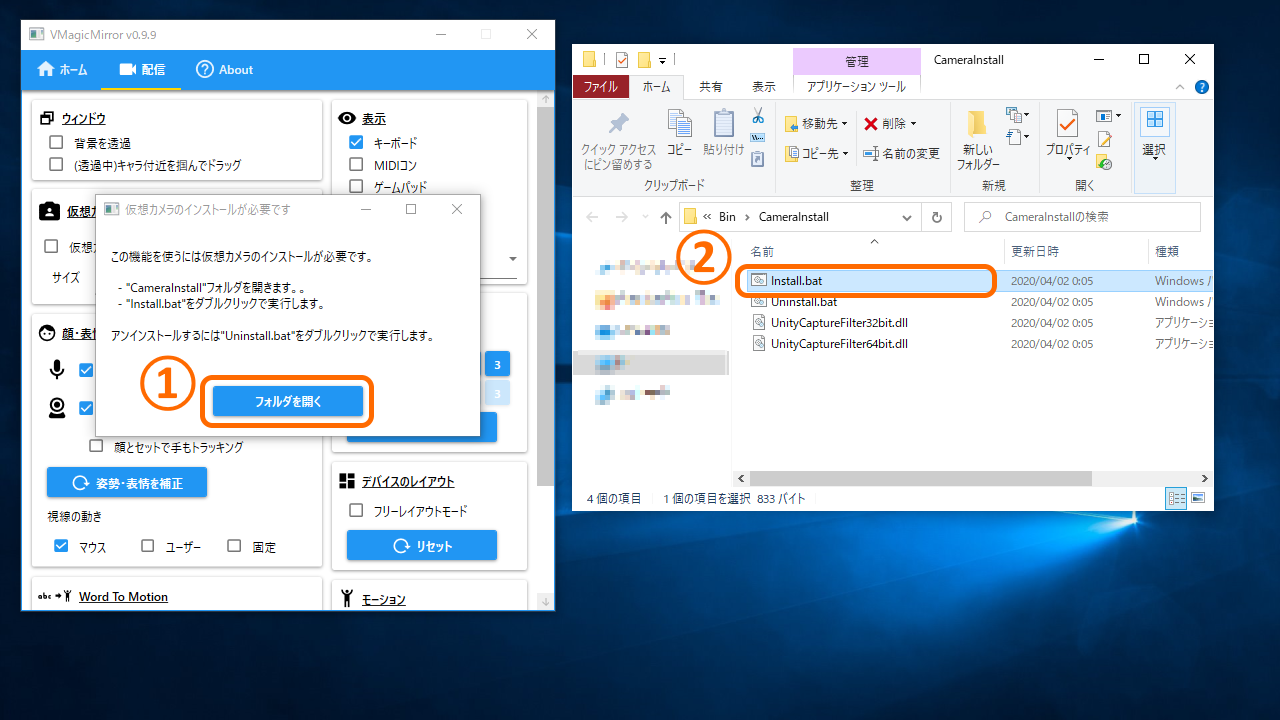 VMagicMirror v0.9.9
ホーム
配信
About
ウィンドウ
背景を透過
(透過中)キャラ付近を掴んでドラッグ
表示
キーボード
MIDIコン
ゲームパッド
仮想カメラのインストールが必要です
この機能を使うには仮想カメラのインストールが必要です。
- "CameraInstall"フォルダを開きます。。
- "Install.bat"をダブルクリックで実行します。
アンインストールするには"Uninstall.bat"をダブルクリックで実行します。
①
フォルダを開く
サイズ
3
3
顔とセットで手もトラッキング
姿勢・表情を補正
視線の動き
マウス
ユーザー
固定
abc
Word To Motion
デバイスのレイアウト
フリーレイアウトモード
リセット
モーション
管理
CameraInstall
ファイル
ホーム
共有
表示
アプリケーション ツール
クイック アクセス
にピン留めする
コピー
貼り付け
クリップボード
移動先
コピー先
削除
名前の変更
整理
新しい
フォルダー
新規
プロパティ
開く
選択
Bin
CameraInstall
CameraInstallの検索
②
名前
更新日時
種類
Install.bat
2020/04/02 0:05
Windows バ
Uninstall.bat
2020/04/02 0:05
Windows バ
UnityCaptureFilter32bit.dll
2020/04/02 0:05
アプリケーショ
UnityCaptureFilter64bit.dll
2020/04/02 0:05
アプリケーショ
4 個の項目
1 個の項目を選択 833 バイト